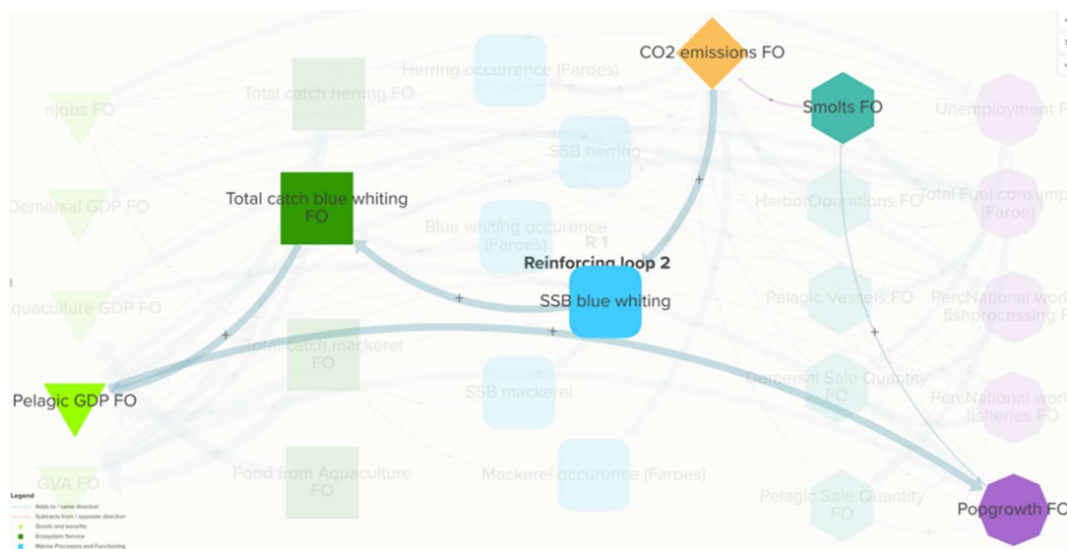 CO2 emissions FO
Herring occurrence (Faroes)
njobs FO
Total catch herring FO
Smolts FO
Unemployment F
SSB herring
+
Total catch blue whiting
FO
Demersal GDP FO
HarborOperations FO
Total Fuel consump
(Faroe)
Blue whiting occurence
(Faroes)
R 1
Reinforcing loop 2
SSB blue whiting
+
quaculture GDP FO
Pelagic Vessels FO
PercNational wor
fishprocessing F
+
+
+
Total catch mackerel
FO
Demersal Sale Quantity
FO
SSB mackerel
Pelagic GDP FO
PercNational wor
fisheries FO
GVA FO
Food from Aquaculture
FO
Mackerel occurence (Faroes)
Pelagic Sale Quantity
FO
Popgrowth FO
Legend
Adds to / same direction
Subtracts from / opposite direction
Goods and benefits
Ecosystem Service
Marine Processes and Functioning